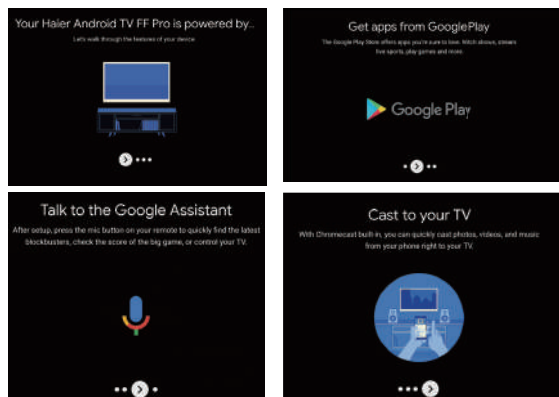 Your Haier Android TV FF Pro is powered by...
Let's walk through the features of your device
Get apps from GooglePlay
The Google Play Store offers apps you're sure to love. Witch shows, stream
five sports, play games and more.
Google Play
Talk to the Google Assistant
After setup, press the mic button on your remote to quickly find the latest
blockbusters, check the score of the big game, or control your TV.
Cast to your TV
With Chromecast built-in, you can quickly cast photos, videos, and music
from your phone right to your TV.